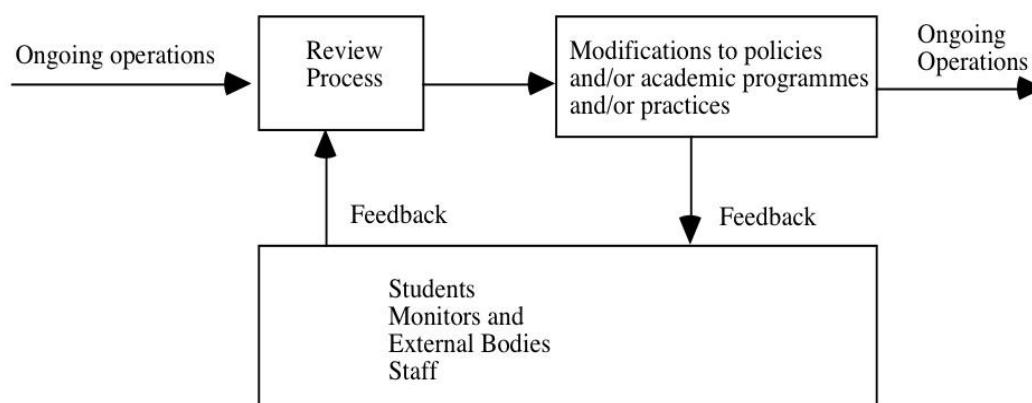 Ongoing operations
Review
Process
Modifications to policies
and/or academic programmes
and/or practices
Ongoing
Operations
Feedback
Feedback
Students
Monitors and
External Bodies
Staff